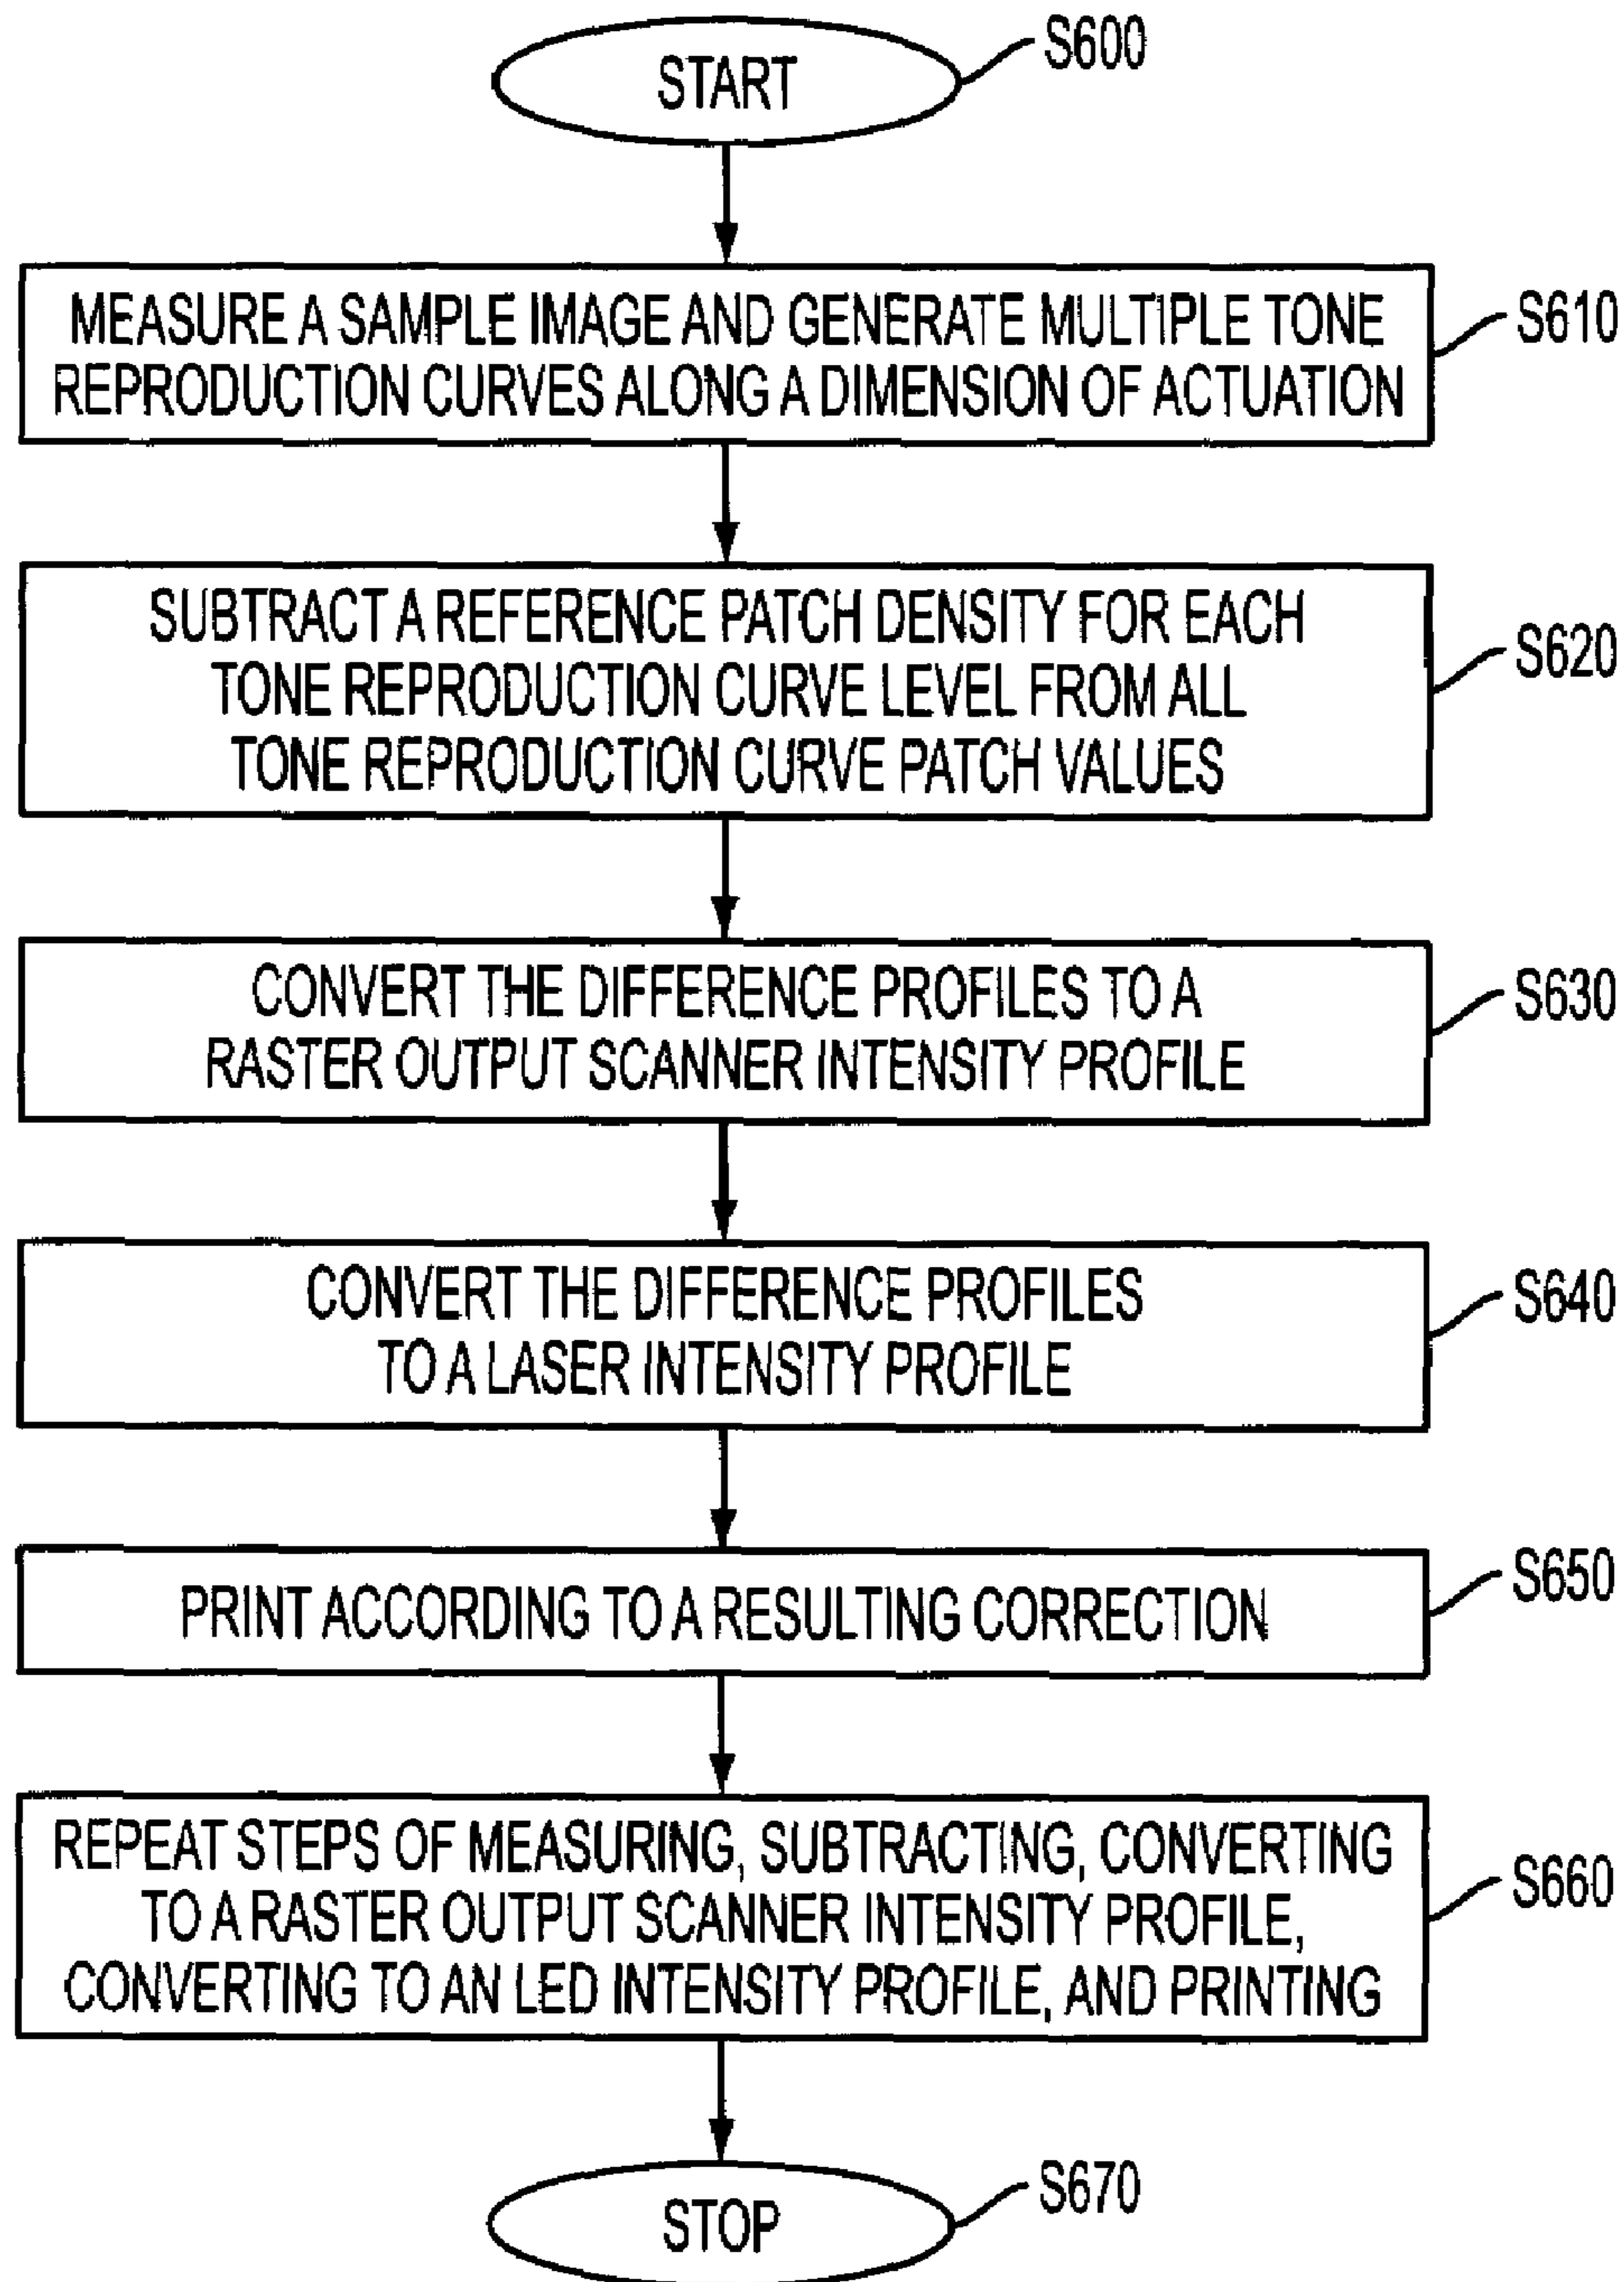 START
S600
MEASURE A SAMPLE IMAGE AND GENERATE MULTIPLE TONE
REPRODUCTION CURVES ALONG A DIMENSION OF ACTUATION
S610
SUBTRACT A REFERENCE PATCH DENSITY FOR EACH
TONE REPRODUCTION CURVE LEVEL FROM ALL
TONE REPRODUCTION CURVE PATCH VALUES
S620
CONVERT THE DIFFERENCE PROFILES TO A
RASTER OUTPUT SCANNER INTENSITY PROFILE
S630
CONVERT THE DIFFERENCE PROFILES
TO A LASER INTENSITY PROFILE
S640
PRINT ACCORDING TO A RESULTING CORRECTION
S650
REPEAT STEPS OF MEASURING, SUBTRACTING, CONVERTING
TO A RASTER OUTPUT SCANNER INTENSITY PROFILE,
CONVERTING TO AN LED INTENSITY PROFILE, AND PRINTING
S660
STOP
S670